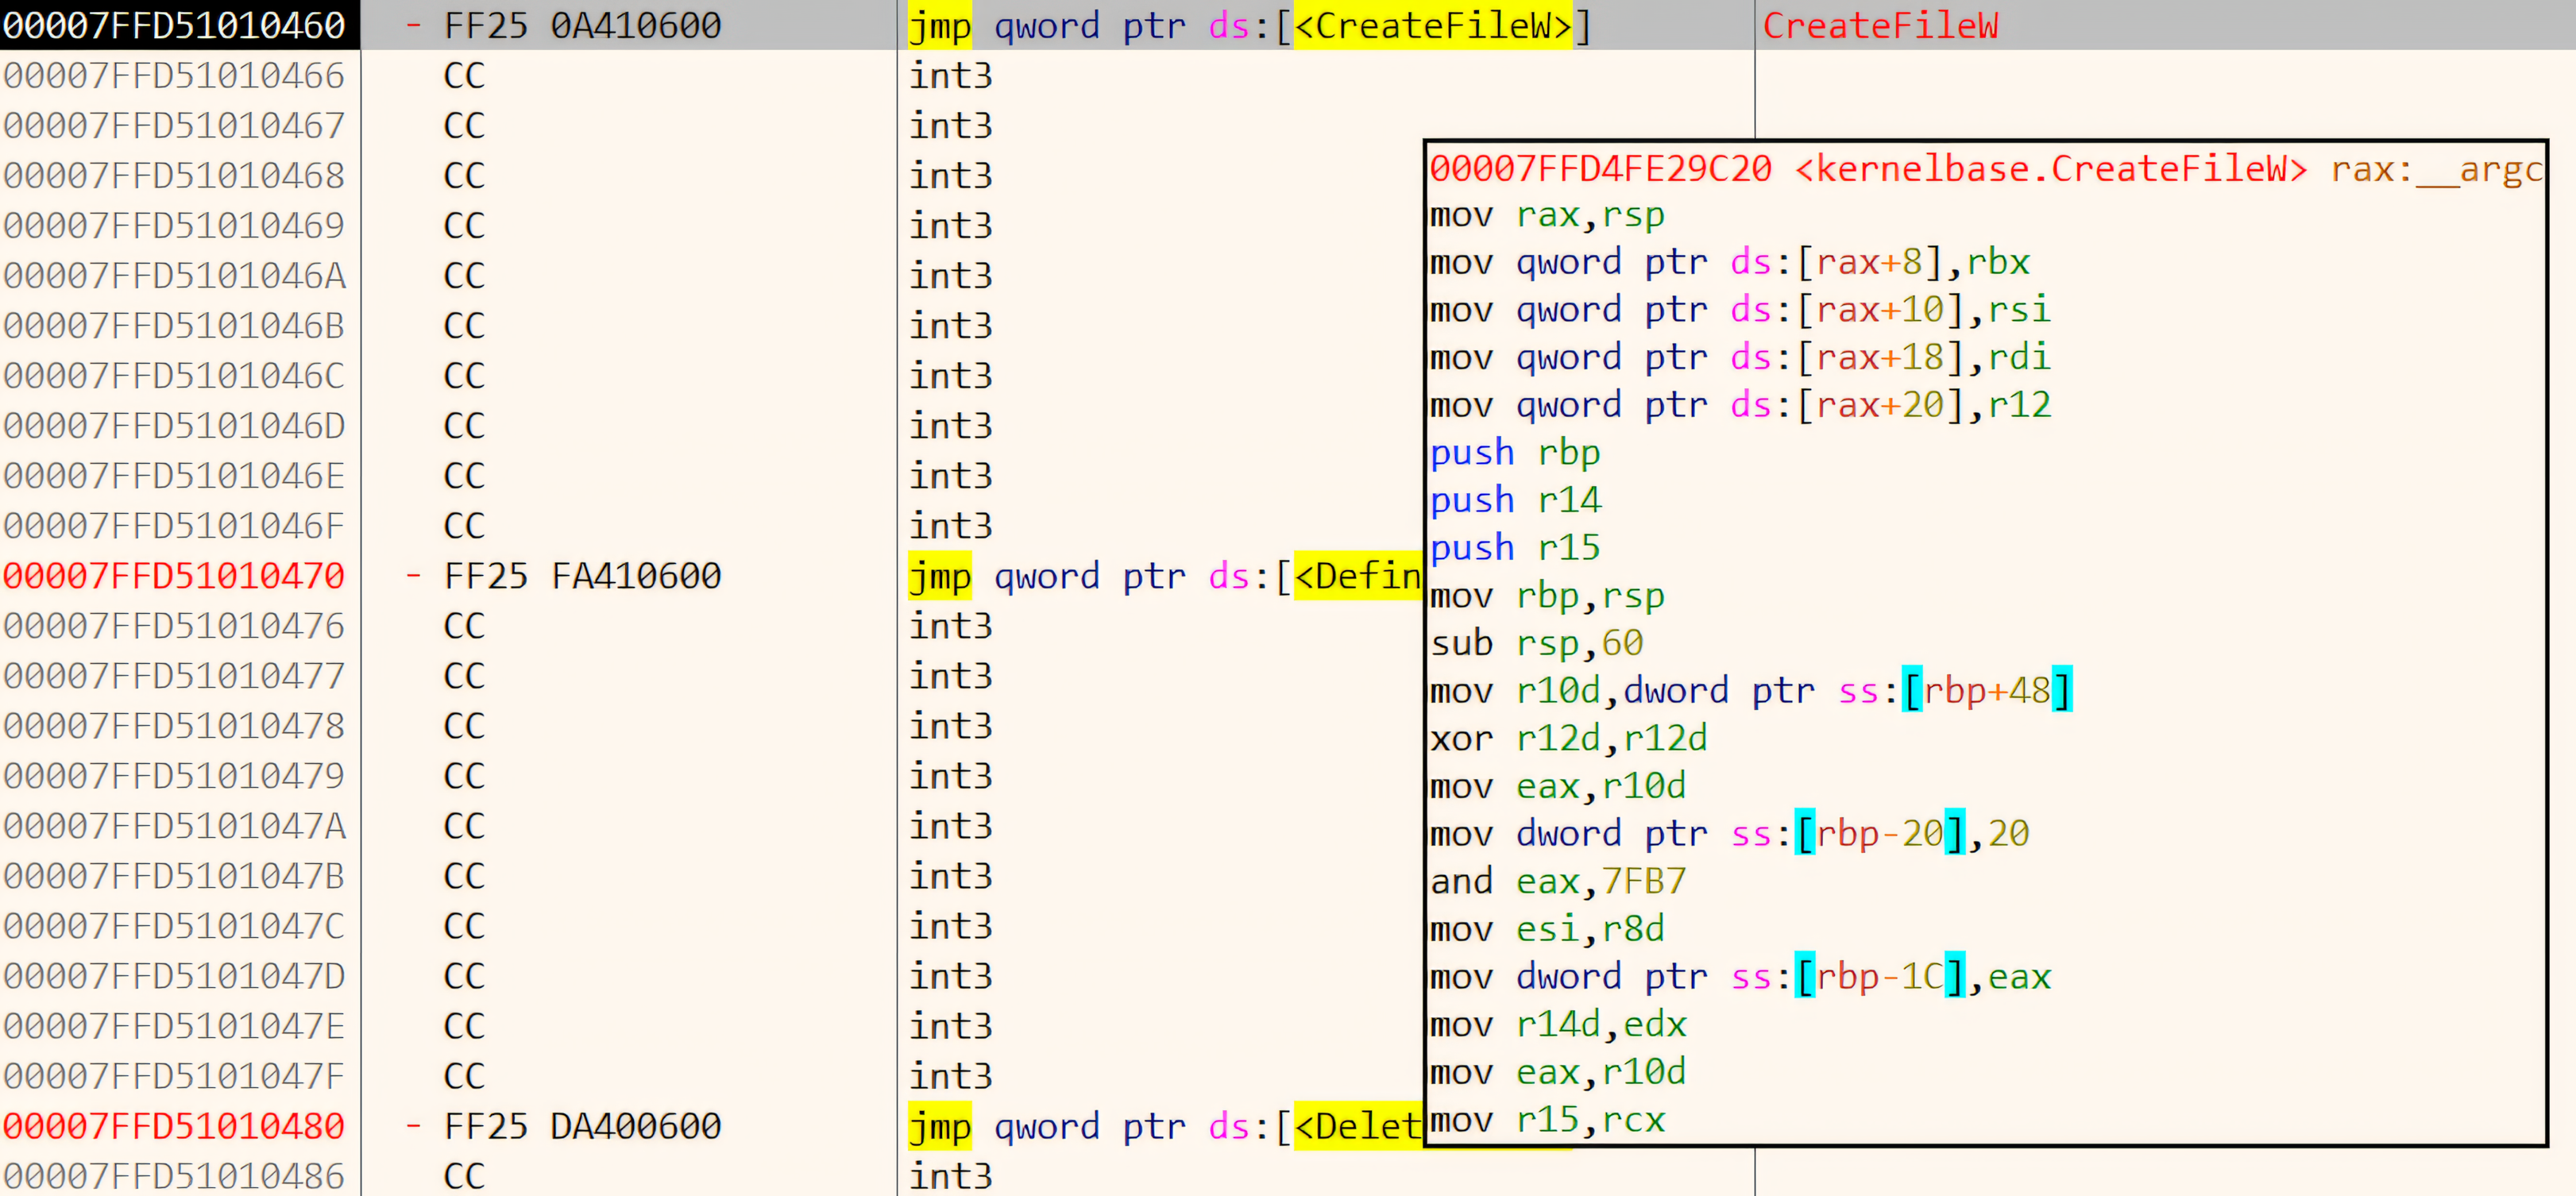 00007FFD51010460 - FF25 0A410600 jmp qword ptr ds:[<CreateFileW>] CreateFileW
00007FFD51010466 CC int3
00007FFD51010467 CC int3
00007FFD51010468 CC int3
00007FFD51010469 CC int3
00007FFD5101046A CC int3
00007FFD5101046B CC int3
00007FFD5101046C CC int3
00007FFD5101046D CC int3
00007FFD5101046E CC int3
00007FFD5101046F CC int3
00007FFD51010470 - FF25 FA410600 jmp qword ptr ds:[<Defin
00007FFD51010476 CC int3
00007FFD51010477 CC int3
00007FFD51010478 CC int3
00007FFD51010479 CC int3
00007FFD5101047A CC int3
00007FFD5101047B CC int3
00007FFD5101047C CC int3
00007FFD5101047D CC int3
00007FFD5101047E CC int3
00007FFD5101047F CC int3
00007FFD51010480 - FF25 DA400600 jmp qword ptr ds:[<Delet
00007FFD51010486 CC int3
00007FFD4FE29C20 <kernelbase.CreateFileW> rax:__argc
mov rax,rsp
mov qword ptr ds:[rax+8],rbx
mov qword ptr ds:[rax+10],rsi
mov qword ptr ds:[rax+18],rdi
mov qword ptr ds:[rax+20],r12
push rbp
push r14
push r15
mov rbp,rsp
sub rsp,60
mov r10d,dword ptr ss:[rbp+48]
xor r12d,r12d
mov eax,r10d
mov dword ptr ss:[rbp-20],20
and eax,7FB7
mov esi,r8d
mov dword ptr ss:[rbp-1C],eax
mov r14d,edx
mov eax,r10d
mov r15,rcx